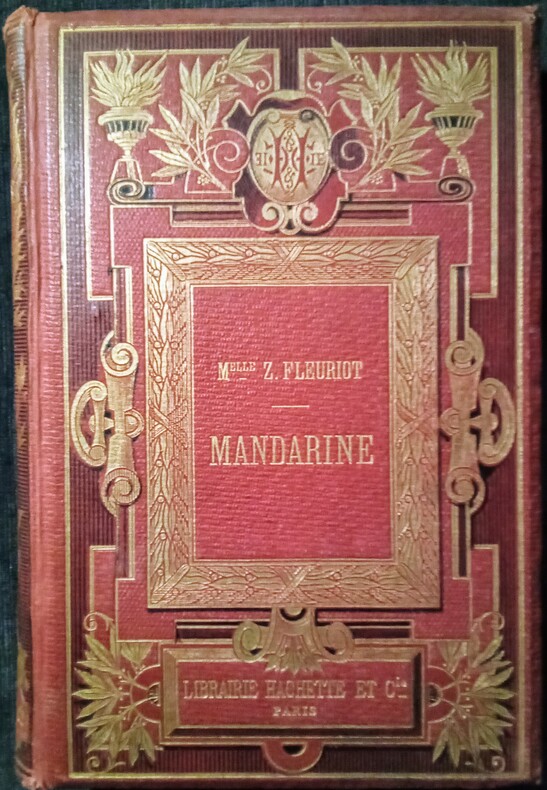 H
Mᴱᴸᴸᴱ Z. FLEURIOT
MANDARINE
LIBRAIRIE HACHETTE ET Cⁱᵉ
PARIS